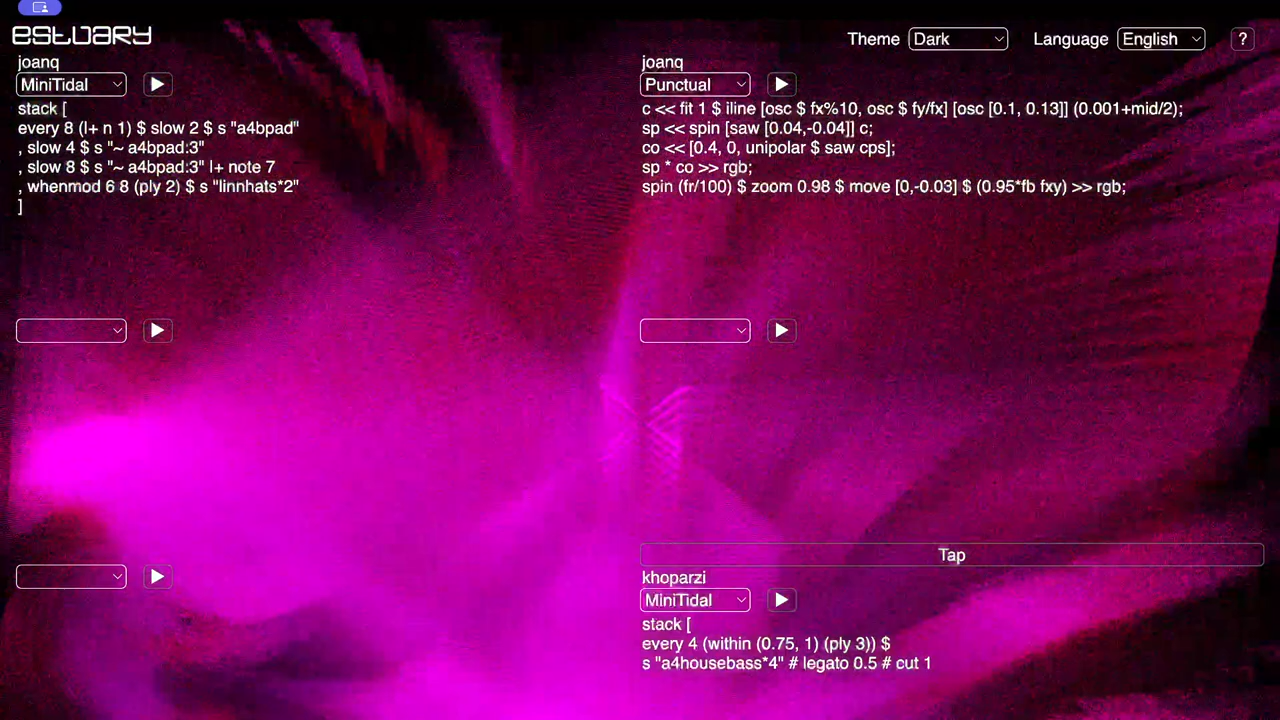 estuary
Theme Dark Language English ?
joanq
MiniTidal
stack [
every 8 (|+ n 1) $ slow 2 $ s "a4bpad"
, slow 4 $ s "~ a4bpad:3"
, slow 8 $ s "~ a4bpad:3" |+ note 7
, whenmod 6 8 (ply 2) $ s "linnhats*2"
]
joanq
Punctual
c << fit 1 $ iline [osc $ fx%10, osc $ fy/fx] [osc [0.1, 0.13]] (0.001+mid/2);
sp << spin [saw [0.04,-0.04]] c;
co << [0.4, 0, unipolar $ saw cps];
sp * co >> rgb;
spin (fr/100) $ zoom 0.98 $ move [0,-0.03] $ (0.95*fb fxy) >> rgb;
Tap
khoparzi
MiniTidal
stack [
every 4 (within (0.75, 1) (ply 3)) $
s "a4housebass*4" # legato 0.5 # cut 1